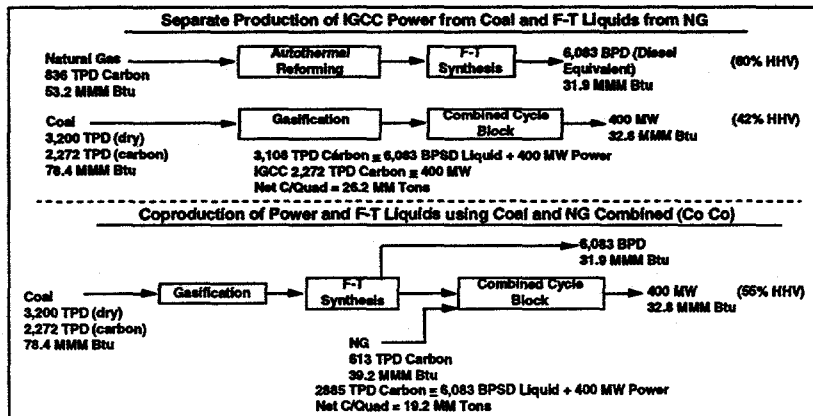 Separate Production of IGCC Power from Coal and F-T Liquids from NG
Natural Gas
836 TPD Carbon
53.2 MMM Btu
Autothermal
Reforming
F-T
Synthesis
6,083 BPD (Diesel
Equivalent)
31.9 MMM Btu
(60% HHV)
Coal
3,200 TPD (dry)
2,272 TPD (carbon)
78.4 MMM Btu
Gasification
Combined Cycle
Block
400 MW
32.8 MMM Btu
(42% HHV)
3,108 TPD Carbon = 6,083 BPSD Liquid + 400 MW Power
IGCC 2,272 TPD Carbon = 400 MW
Net C/Quad = 26.2 MM Tons
Coproduction of Power and F-T Liquids using Coal and NG Combined (Co Co)
6,083 BPD
31.9 MMM Btu
Coal
3,200 TPD (dry)
2,272 TPD (carbon)
78.4 MMM Btu
Gasification
F-T
Synthesis
Combined Cycle
Block
400 MW
32.8 MMM Btu
(55% HHV)
NG
613 TPD Carbon
39.2 MMM Btu
2885 TPD Carbon = 6,083 BPSD Liquid + 400 MW Power
Net C/Quad = 19.2 MM Tons